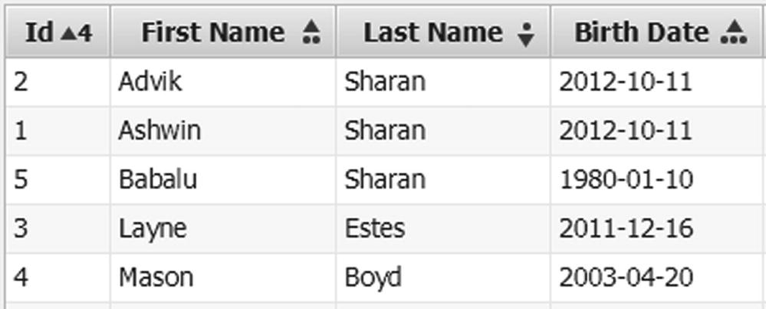 Id ▲4 First Name Last Name Birth Date
2 Advik Sharan 2012-10-11
1 Ashwin Sharan 2012-10-11
5 Babalu Sharan 1980-01-10
3 Layne Estes 2011-12-16
4 Mason Boyd 2003-04-20